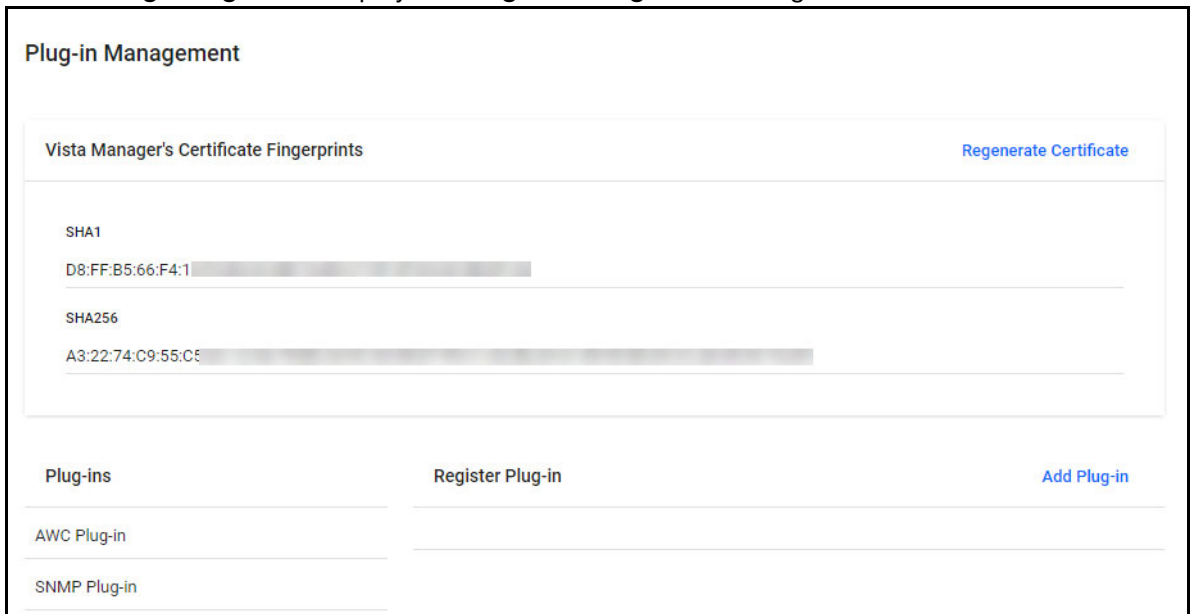 Plug-in Management
Vista Manager's Certificate Fingerprints
Regenerate Certificate
SHA1
D8:FF:B5:66:F4:1
SHA256
A3:22:74:C9:55:C5
Plug-ins
Register Plug-in
Add Plug-in
AWC Plug-in
SNMP Plug-in